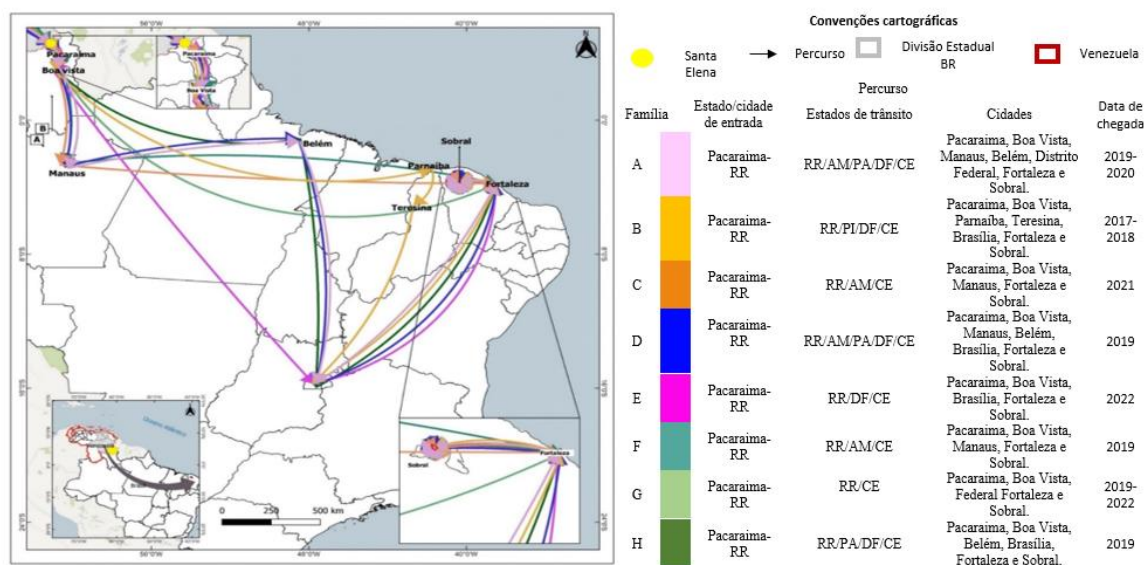 Convenções cartográficas
Santa Elena
Percurso
Divisão Estadual BR
Venezuela
Percurso
Família
Estado/cidade de entrada
Estados de trânsito
Cidades
Data de chegada
A
Pacaraima-RR
RR/AM/PA/DF/CE
Pacaraima, Boa Vista,
Manaus, Belém, Distrito
Federal, Fortaleza e
Sobral.
2019-2020
B
Pacaraima-RR
RR/PI/DF/CE
Pacaraima, Boa Vista,
Parnaíba, Teresina,
Brasília, Fortaleza e
Sobral.
2017-2018
C
Pacaraima-RR
RR/AM/CE
Pacaraima, Boa Vista,
Manaus, Fortaleza e
Sobral.
2021
D
Pacaraima-RR
RR/AM/PA/DF/CE
Pacaraima, Boa Vista,
Manaus, Belém,
Brasília, Fortaleza e
Sobral.
2019
E
Pacaraima-RR
RR/DF/CE
Pacaraima, Boa Vista,
Brasília, Fortaleza e
Sobral.
2022
F
Pacaraima-RR
RR/AM/CE
Pacaraima, Boa Vista,
Manaus, Fortaleza e
Sobral.
2019
G
Pacaraima-RR
RR/CE
Pacaraima, Boa Vista,
Federal Fortaleza e
Sobral.
2019-2022
H
Pacaraima-RR
RR/PA/DF/CE
Pacaraima, Boa Vista,
Belém, Brasília,
Fortaleza e Sobral.
2019
Pacaraima
Boa vista
Pacaraima
Boa Vista
B
A
Manaus
Belém
Parnaíba
Sobral
Fortaleza
Teresina
Sobral
Fortaleza
0
250
500 km